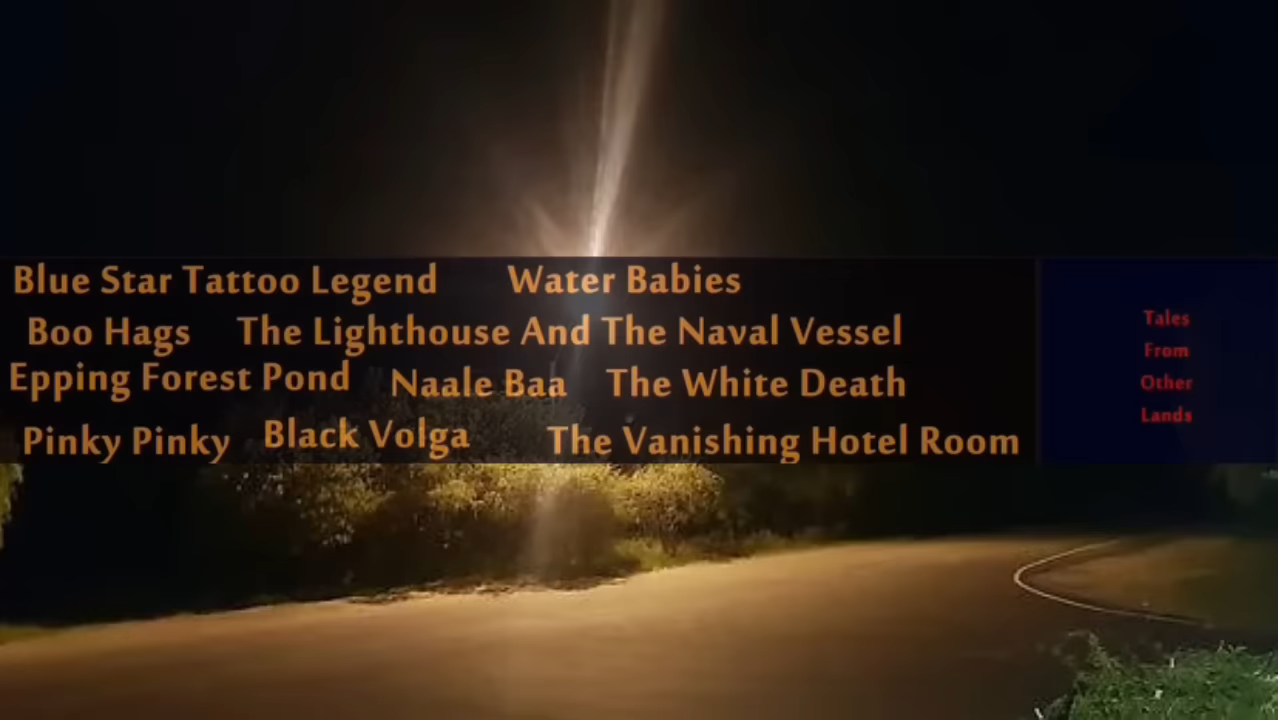 Blue Star Tattoo Legend Water Babies
Boo Hags The Lighthouse And The Naval Vessel
Epping Forest Pond Naale Baa The White Death
Pinky Pinky Black Volga The Vanishing Hotel Room
Tales
From
Other
Lands